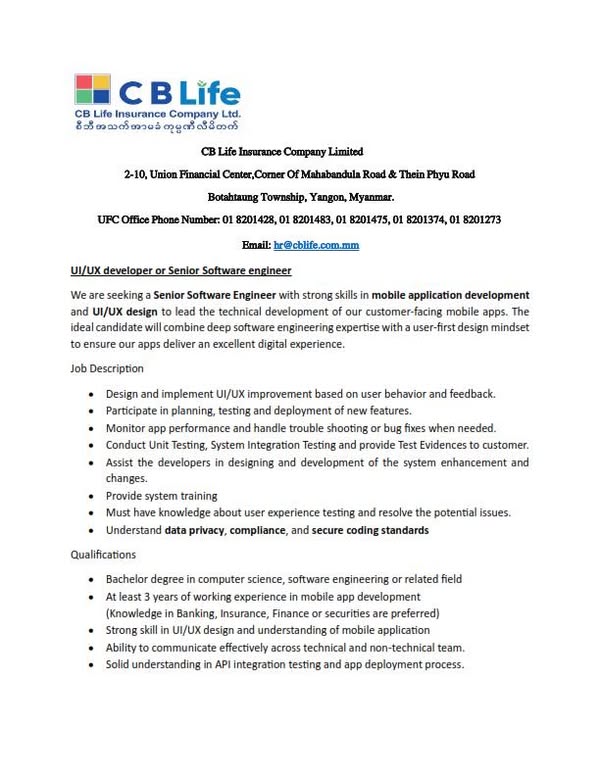 CB Life
CB Life Insurance Company Ltd.
စီဘီအသက်အာမခံကုမ္ပဏီလီမိတက်
CB Life Insurance Company Limited
2-10, Union Financial Center,Corner Of Mahabandula Road & Thein Phyu Road
Botahtaung Township, Yangon, Myanmar.
UFC Office Phone Number: 01 8201428, 01 8201483, 01 8201475, 01 8201374, 01 8201273
Email: hr@cblife.com.mm
UI/UX developer or Senior Software engineer
We are seeking a Senior Software Engineer with strong skills in mobile application development
and UI/UX design to lead the technical development of our customer-facing mobile apps. The
ideal candidate will combine deep software engineering expertise with a user-first design mindset
to ensure our apps deliver an excellent digital experience.
Job Description
• Design and implement UI/UX improvement based on user behavior and feedback.
• Participate in planning, testing and deployment of new features.
• Monitor app performance and handle trouble shooting or bug fixes when needed.
• Conduct Unit Testing, System Integration Testing and provide Test Evidences to customer.
• Assist the developers in designing and development of the system enhancement and
changes.
• Provide system training
• Must have knowledge about user experience testing and resolve the potential issues.
• Understand data privacy, compliance, and secure coding standards
Qualifications
• Bachelor degree in computer science, software engineering or related field
• At least 3 years of working experience in mobile app development
(Knowledge in Banking, Insurance, Finance or securities are preferred)
• Strong skill in UI/UX design and understanding of mobile application
• Ability to communicate effectively across technical and non-technical team.
• Solid understanding in API integration testing and app deployment process.